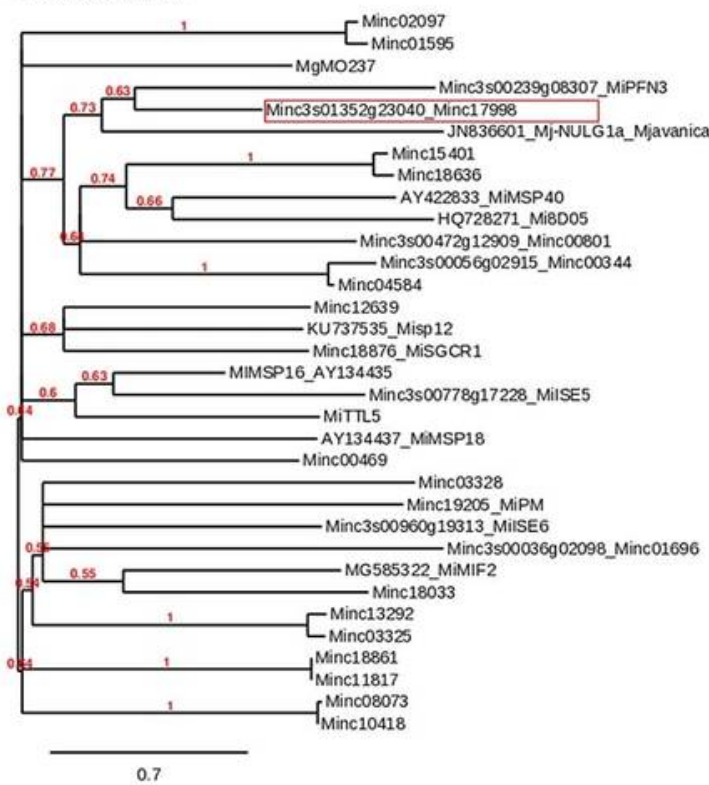 1
Minc02097
Minc01595
MgMO237
0.63
Minc3s00239g08307_MiPFN3
0.73
Minc3s01352g23040_Minc17998
JN836601_Mj-NULG1a_Mjavanica
1
Minc15401
0.77
0.74
Minc18636
0.66
AY422833_MiMSP40
HQ728271_Mi8D05
Minc3s00472g12909_Minc00801
1
Minc3s00056g02915_Minc00344
Minc04584
Minc12639
0.68
KU737535_Misp12
Minc18876_MiSGCR1
0.63
MIMSP16_AY134435
0.6
Minc3s00778g17228_MiISE5
MiTTL5
AY134437_MiMSP18
Minc00469
Minc03328
Minc19205_MiPM
Minc3s00960g19313_MiISE6
Minc3s00036g02098_Minc01696
0.55
MG585322_MiMIF2
Minc18033
1
Minc13292
Minc03325
1
Minc18861
Minc11817
1
Minc08073
Minc10418
0.7